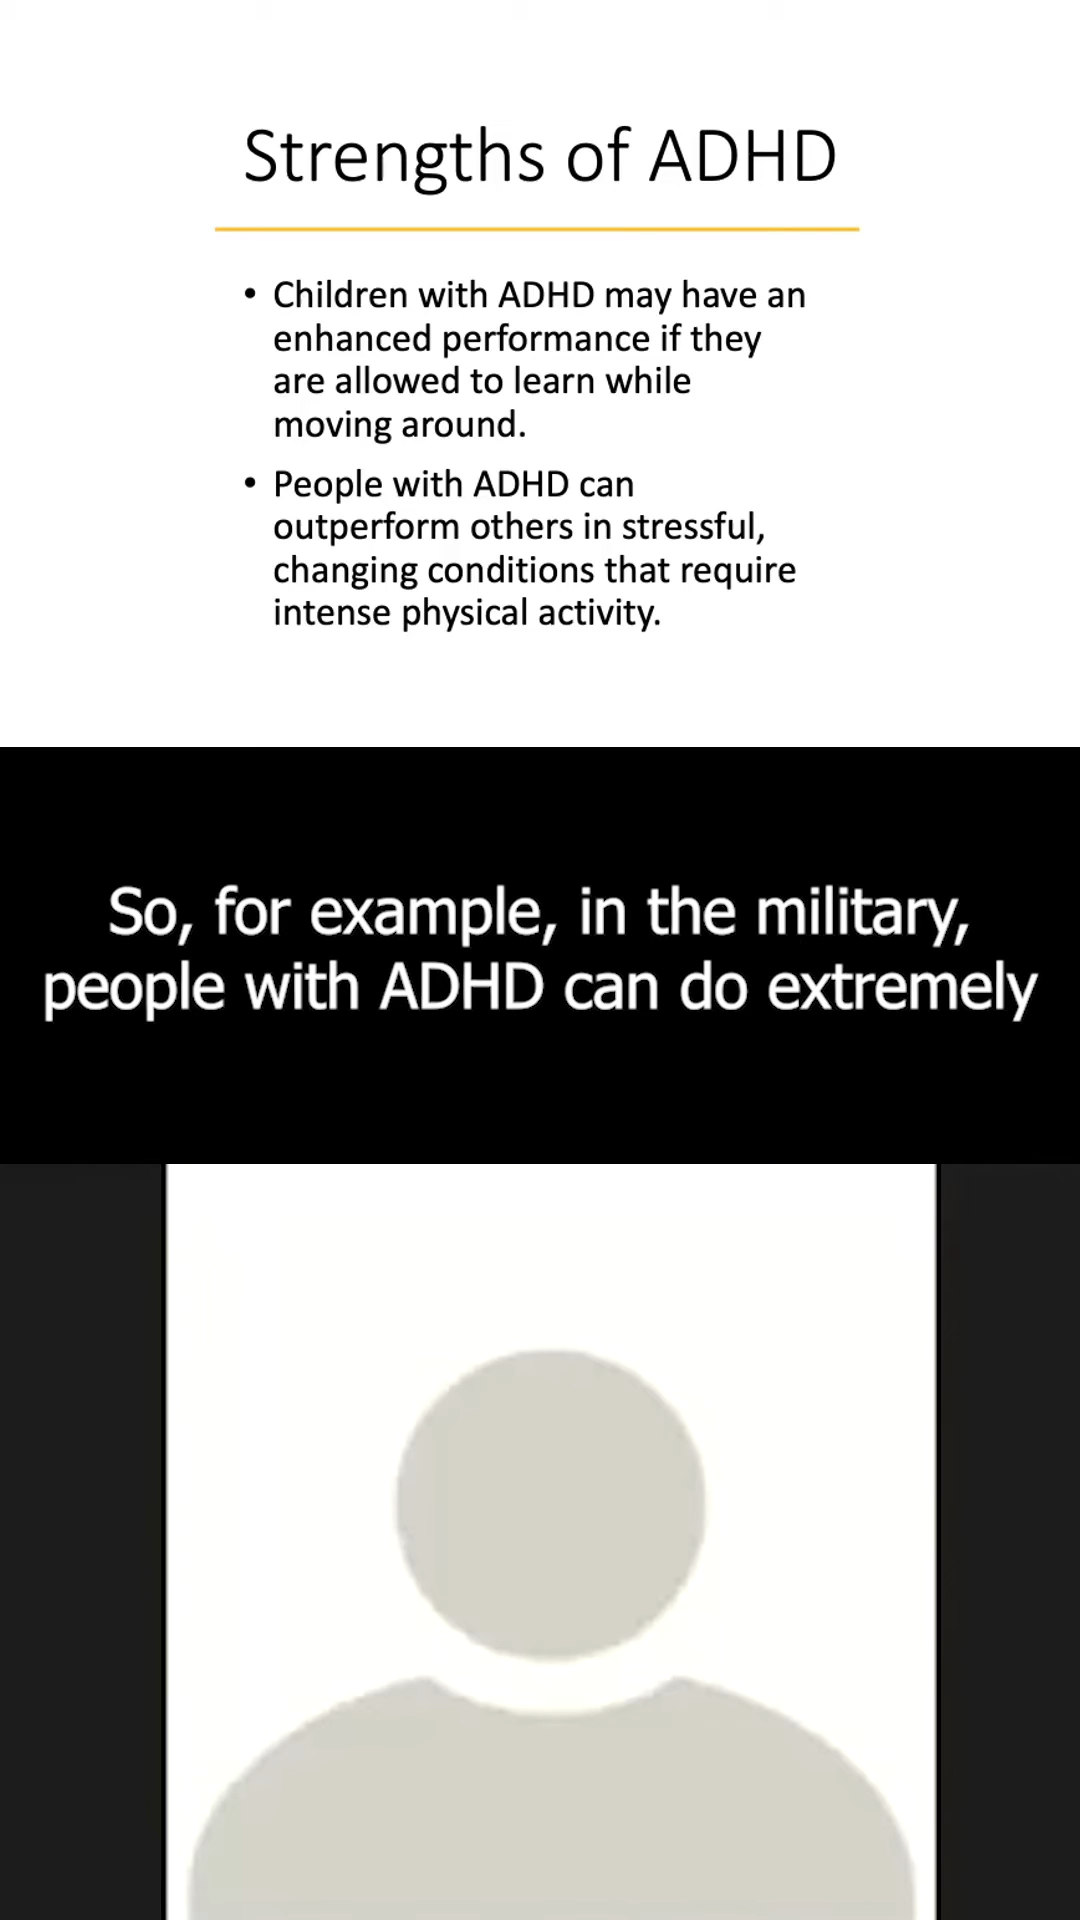 Strengths of ADHD
• Children with ADHD may have an
enhanced performance if they
are allowed to learn while
moving around.
• People with ADHD can
outperform others in stressful,
changing conditions that require
intense physical activity.
So, for example, in the military,
people with ADHD can do extremely